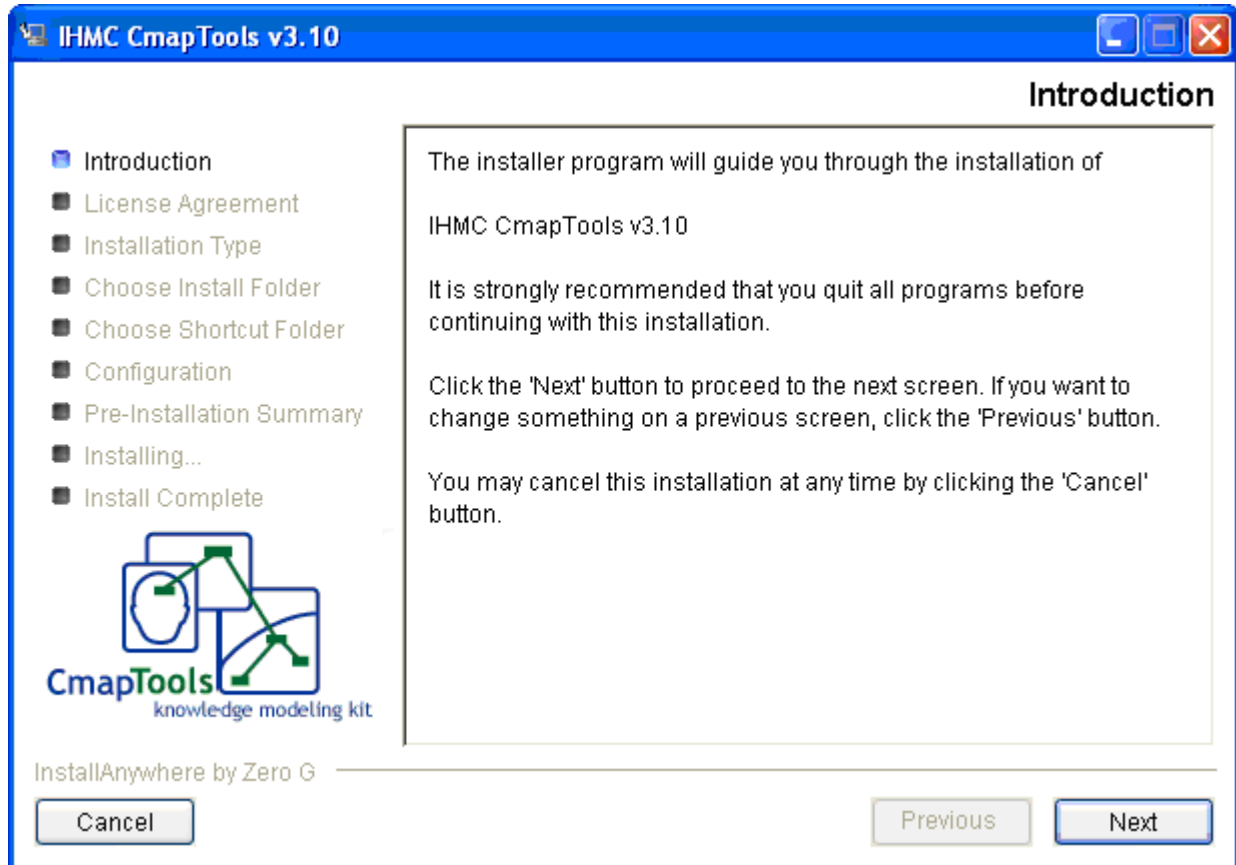 IHMC CmapTools v3.10
Introduction
Introduction
License Agreement
Installation Type
Choose Install Folder
Choose Shortcut Folder
Configuration
Pre-Installation Summary
Installing...
Install Complete
CmapTools
knowledge modeling kit
The installer program will guide you through the installation of
IHMC CmapTools v3.10
It is strongly recommended that you quit all programs before
continuing with this installation.
Click the 'Next' button to proceed to the next screen. If you want to
change something on a previous screen, click the 'Previous' button.
You may cancel this installation at any time by clicking the 'Cancel'
button.
InstallAnywhere by Zero G
Cancel
Previous
Next